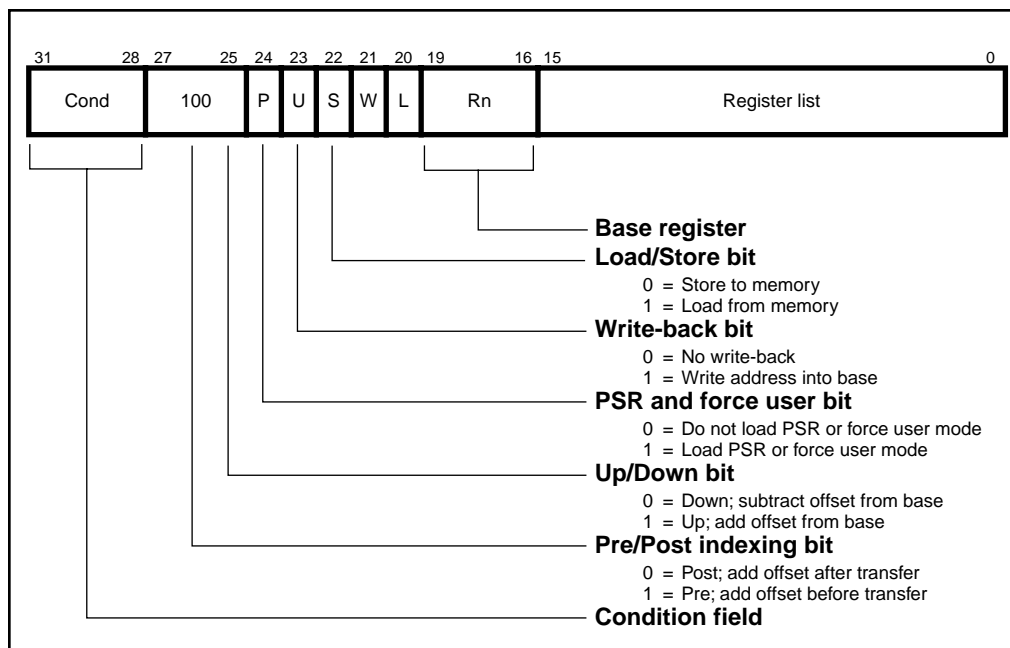 31 28 27 25 24 23 22 21 20 19 16 15 0
Cond 100 P U S W L Rn Register list
Base register
Load/Store bit
0 = Store to memory
1 = Load from memory
Write-back bit
0 = No write-back
1 = Write address into base
PSR and force user bit
0 = Do not load PSR or force user mode
1 = Load PSR or force user mode
Up/Down bit
0 = Down; subtract offset from base
1 = Up; add offset from base
Pre/Post indexing bit
0 = Post; add offset after transfer
1 = Pre; add offset before transfer
Condition field